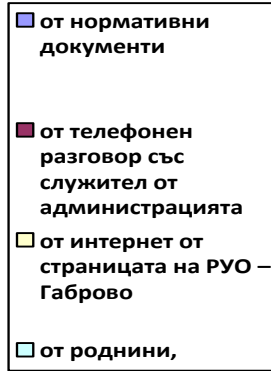 от нормативни
документи
от телефонен
разговор със
служител от
администрацията
от интернет от
страницата на РУО –
Габрово
от роднини,